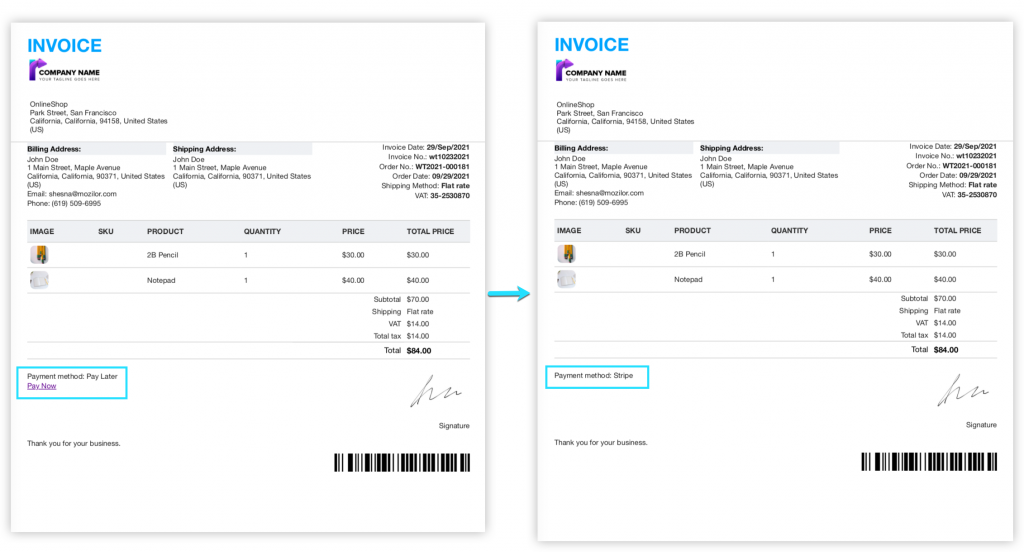 INVOICE
COMPANY NAME
YOUR TAGLINE GOES HERE
OnlineShop
Park Street, San Francisco
California, California, 94158, United States
(US)
Billing Address:
John Doe
1 Main Street, Maple Avenue
California, California, 90371, United States
(US)
Email: shesna@mozilor.com
Phone: (619) 509-6995
Shipping Address:
John Doe
1 Main Street, Maple Avenue
California, California, 90371, United States
(US)
Invoice Date: 29/Sep/2021
Invoice No.: wt10232021
Order No.: WT2021-000181
Order Date: 09/29/2021
Shipping Method: Flat rate
VAT: 35-2530870
IMAGE SKU PRODUCT QUANTITY PRICE TOTAL PRICE
2B Pencil 1 $30.00 $30.00
Notepad 1 $40.00 $40.00
Subtotal $70.00
Shipping Flat rate
VAT $14.00
Total tax $14.00
Total $84.00
Payment method: Pay Later
Pay Now
Signature
Thank you for your business.
INVOICE
COMPANY NAME
YOUR TAGLINE GOES HERE
OnlineShop
Park Street, San Francisco
California, California, 94158, United States
(US)
Billing Address:
John Doe
1 Main Street, Maple Avenue
California, California, 90371, United States
(US)
Email: shesna@mozilor.com
Phone: (619) 509-6995
Shipping Address:
John Doe
1 Main Street, Maple Avenue
California, California, 90371, United States
(US)
Invoice Date: 29/Sep/2021
Invoice No.: wt10232021
Order No.: WT2021-000181
Order Date: 09/29/2021
Shipping Method: Flat rate
VAT: 35-2530870
IMAGE SKU PRODUCT QUANTITY PRICE TOTAL PRICE
2B Pencil 1 $30.00 $30.00
Notepad 1 $40.00 $40.00
Subtotal $70.00
Shipping Flat rate
VAT $14.00
Total tax $14.00
Total $84.00
Payment method: Stripe
Signature
Thank you for your business.